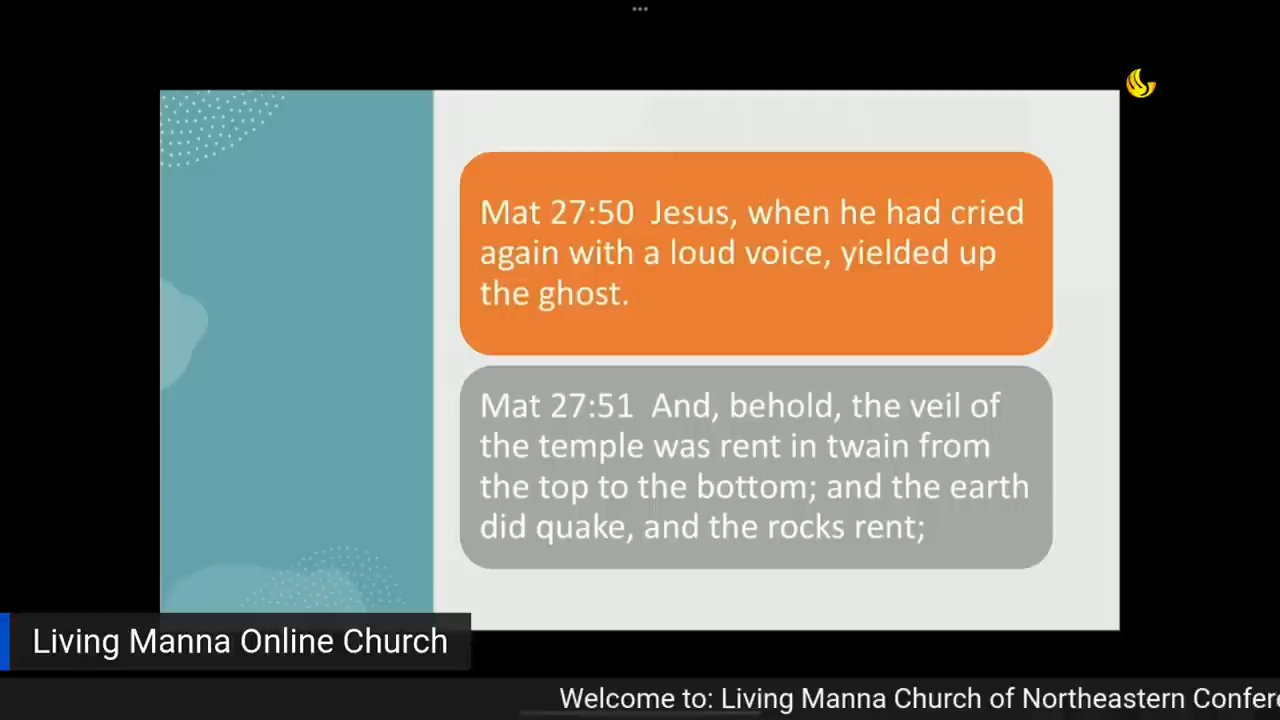 Mat 27:50 Jesus, when he had cried
again with a loud voice, yielded up
the ghost.
Mat 27:51 And, behold, the veil of
the temple was rent in twain from
the top to the bottom; and the earth
did quake, and the rocks rent;
Living Manna Online Church
Welcome to: Living Manna Church of Northeastern Confer